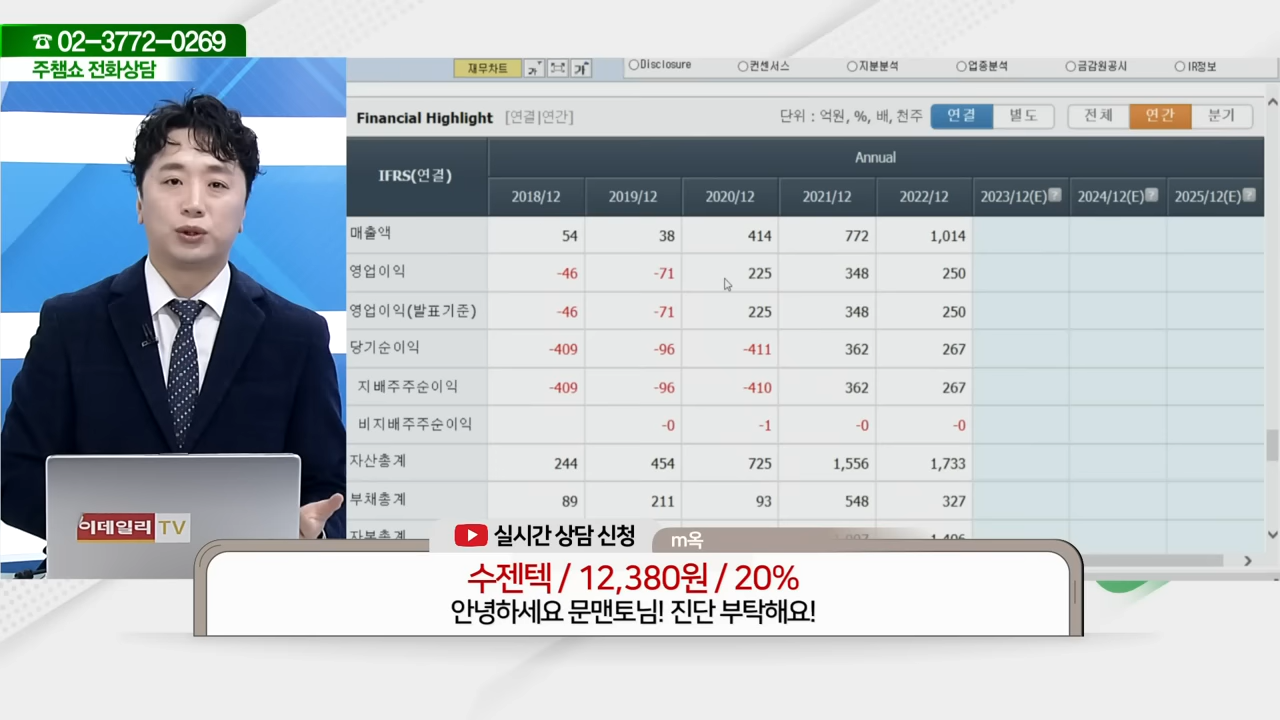 ☎ 02-3772-0269
주챔쇼 전화상담
재무차트 가 가
Disclosure 컨센서스 지분분석 업종분석 금감원공시 IR정보
Financial Highlight [연결|연간] 단위 : 억원, %, 배, 천주 연결 별도 전체 연간 분기
IFRS(연결) Annual
2018/12 2019/12 2020/12 2021/12 2022/12 2023/12(E) 2024/12(E) 2025/12(E)
매출액 54 38 414 772 1,014
영업이익 -46 -71 225 348 250
영업이익(발표기준) -46 -71 225 348 250
당기순이익 -409 -96 -411 362 267
지배주주순이익 -409 -96 -410 362 267
비지배주주순이익 -0 -1 -0 -0
자산총계 244 454 725 1,556 1,733
부채총계 89 211 93 548 327
자본총계
이데일리 TV
실시간 상담 신청 m옥
수젠텍 / 12,380원 / 20%
안녕하세요 문맨토님! 진단 부탁해요!